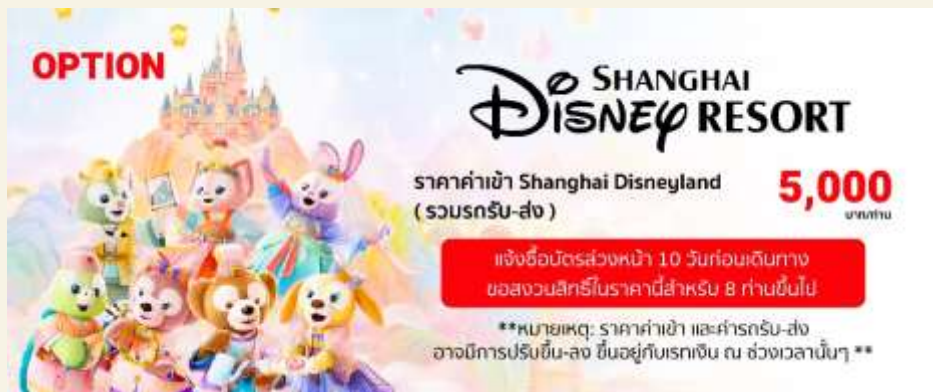 OPTION
SHANGHAI
DISNEY RESORT
ราคาค่าเข้า Shanghai Disneyland
( รวมรถรับ-ส่ง )
5,000
บาท/ท่าน
แจ้งซื้อบัตรล่วงหน้า 10 วันก่อนเดินทาง
ขอสงวนสิทธิ์ในราคานี้สำหรับ 8 ท่านขึ้นไป
**หมายเหตุ: ราคาค่าเข้า และค่ารถรับ-ส่ง
อาจมีการปรับขึ้น-ลง ขึ้นอยู่กับเรทเงิน ณ ช่วงเวลานั้นๆ **